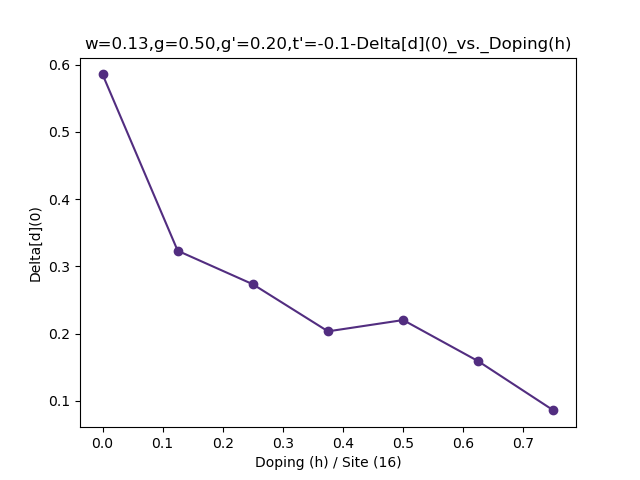 w=0.13,g=0.50,g'=0.20,t'=-0.1-Delta[d](0)_vs._Doping(h)
0.6
0.5
0.4
0.3
0.2
0.1
Delta[d](0)
0.0 0.1 0.2 0.3 0.4 0.5 0.6 0.7
Doping (h) / Site (16)